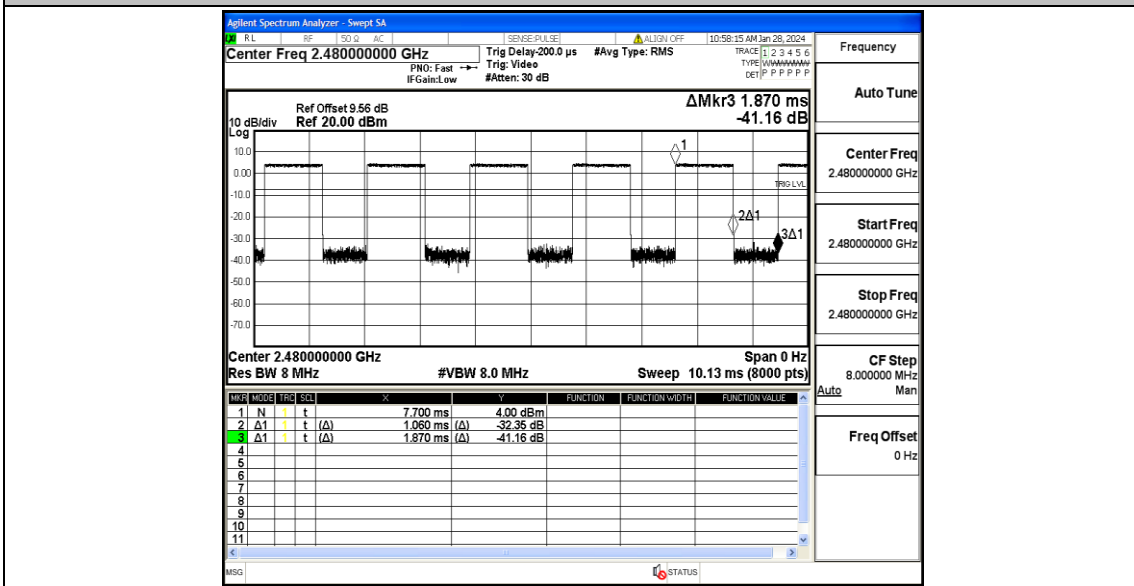 Agilent Spectrum Analyzer - Swept SA
RL RF 50 Ω AC SENSE:PULSE ALIGN OFF 10:58:15 AM Jan 28, 2024
Center Freq 2.480000000 GHz
PNO: Fast
IFGain:Low
Trig Delay-200.0 µs
Trig: Video
#Atten: 30 dB
#Avg Type: RMS
TRACE 1 2 3 4 5 6
TYPE
DET P P P P P P
Ref Offset 9.56 dB
10 dB/div Ref 20.00 dBm
Log
ΔMkr3 1.870 ms
-41.16 dB
10.0
0.00
-10.0
-20.0
-30.0
-40.0
-50.0
-60.0
-70.0
1
TRIG LVL
2Δ1
3Δ1
Center 2.480000000 GHz Span 0 Hz
Res BW 8 MHz #VBW 8.0 MHz Sweep 10.13 ms (8000 pts)
MKR MODE TRC SCL X Y FUNCTION FUNCTION WIDTH FUNCTION VALUE
1 N 1 t 7.700 ms 4.00 dBm
2 Δ1 1 t (Δ) 1.060 ms (Δ) -32.35 dB
3 Δ1 1 t (Δ) 1.870 ms (Δ) -41.16 dB
4
5
6
7
8
9
10
11
MSG STATUS
Frequency
Auto Tune
Center Freq
2.480000000 GHz
Start Freq
2.480000000 GHz
Stop Freq
2.480000000 GHz
CF Step
8.000000 MHz
Auto Man
Freq Offset
0 Hz